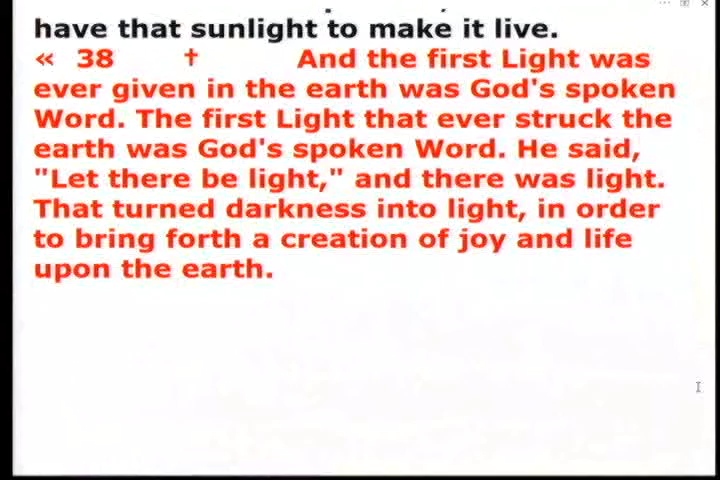 have that sunlight to make it live.
« 38 † And the first Light was
ever given in the earth was God's spoken
Word. The first Light that ever struck the
earth was God's spoken Word. He said,
"Let there be light," and there was light.
That turned darkness into light, in order
to bring forth a creation of joy and life
upon the earth.